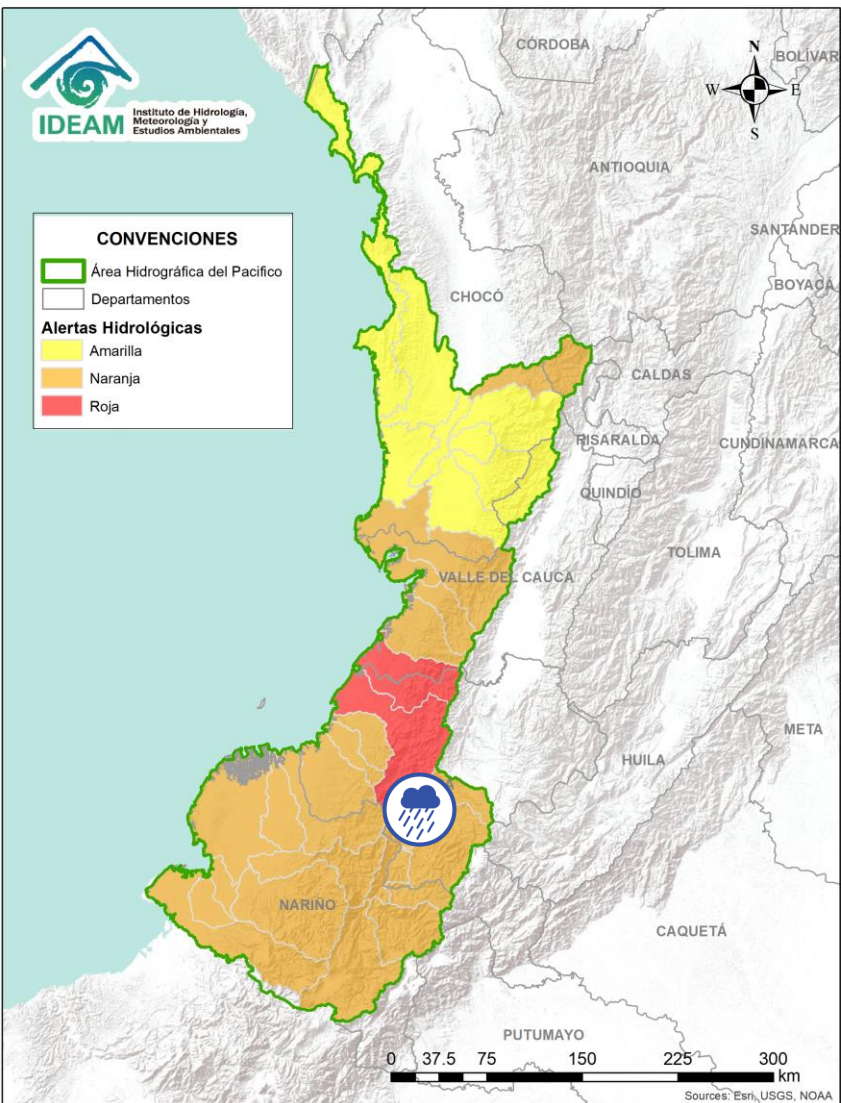 IDEAM
Instituto de Hidrología,
Meteorología y
Estudios Ambientales
CÓRDOBA
BOLÍVAR
N
W
E
S
ANTIOQUIA
SANTANDER
BOYACÁ
CONVENCIONES
Área Hidrográfica del Pacifico
Departamentos
Alertas Hidrológicas
Amarilla
Naranja
Roja
CHOCÓ
CALDAS
RISARALDA
CUNDINAMARCA
QUINDÍO
TOLIMA
VALLE DEL CAUCA
META
HUILA
NARIÑO
CAQUETÁ
PUTUMAYO
0 37.5 75 150 225 300
km
Sources: Esri, USGS, NOAA